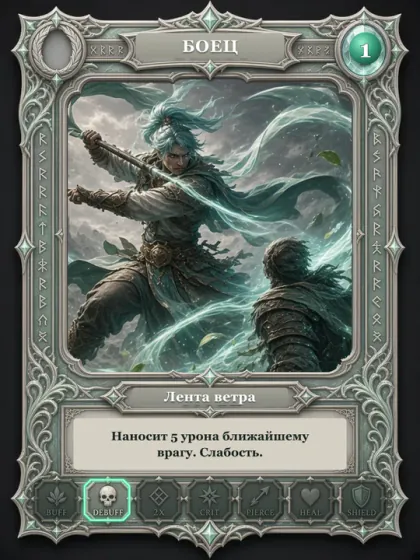 БОЕЦ
1
Лента ветра
Наносит 5 урона ближайшему
врагу. Слабость.
BUFF
DEBUFF
2X
CRIT
PIERCE
HEAL
SHIELD